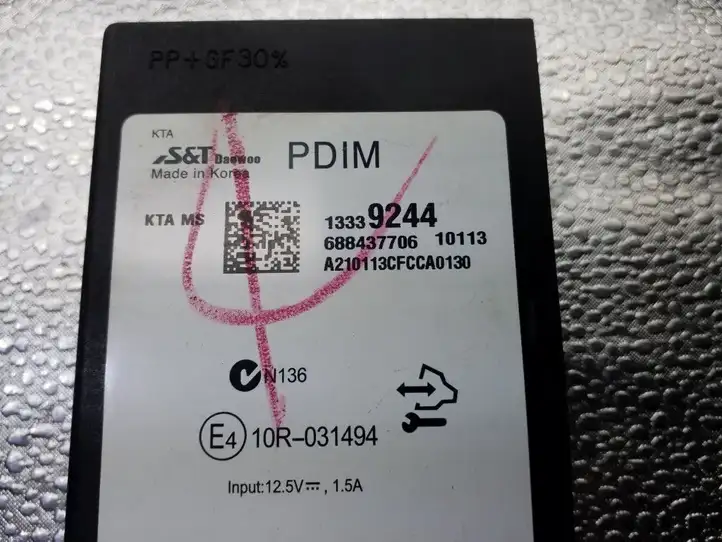 PP+GF30%
KTA
S&T Daewoo PDIM
Made in Korea
KTA MS 13339244
688437706 10113
A210113CFCCA0130
N136
E4 10R-031494
Input:12.5V⎓, 1.5A